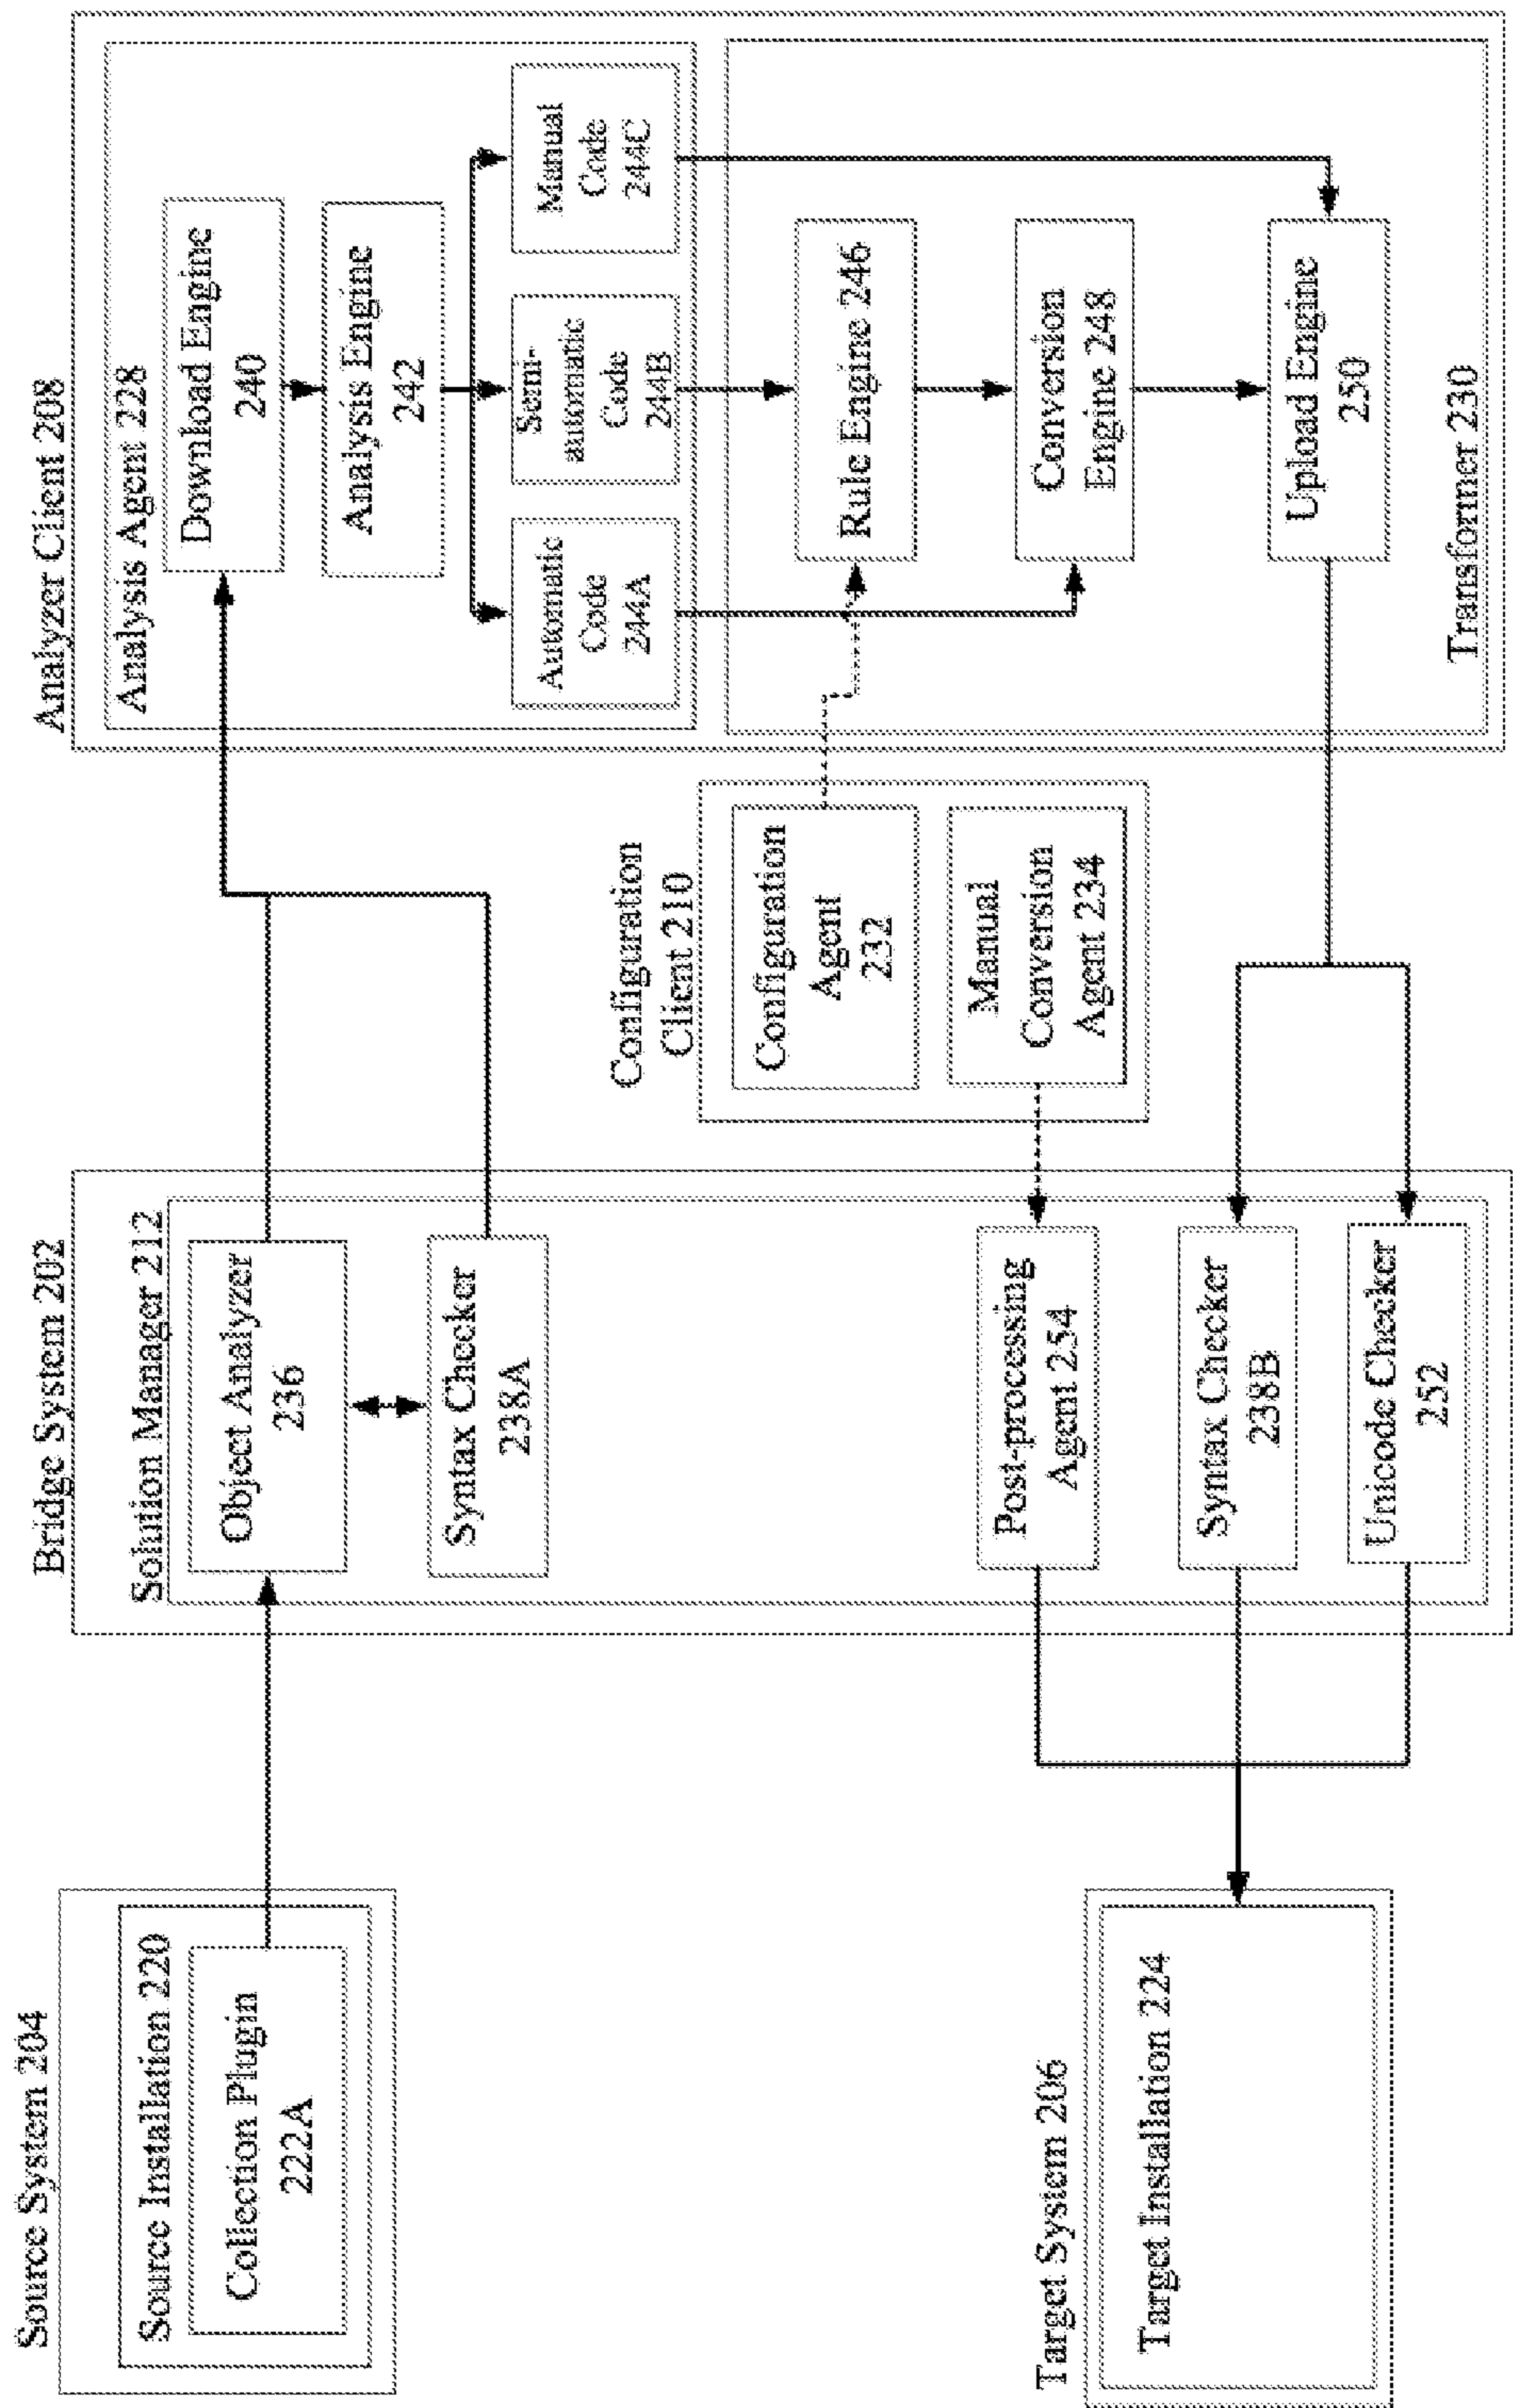 Source System 204
Source Installation 220
Collection Plugin
222A
Target System 206
Target Installation 224
Bridge System 202
Solution Manager 212
Object Analyzer
236
Syntax Checker
238A
Post-processing
Agent 254
Syntax Checker
238B
Unicode Checker
252
Configuration
Client 210
Configuration
Agent
232
Manual
Conversion
Agent 234
Analyzer Client 208
Analysis Agent 228
Download Engine
240
Analysis Engine
242
Automatic
Code
244A
Semi-
automatic
Code
244B
Manual
Code
244C
Rule Engine 246
Conversion
Engine 248
Upload Engine
250
Transformer 230